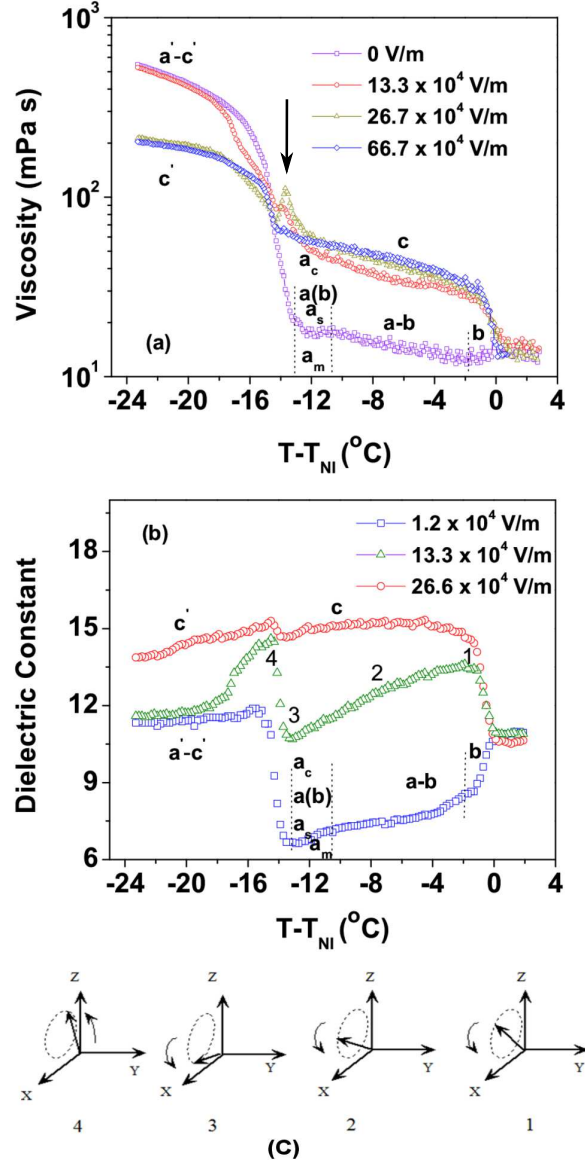 10³
a'-c'
0 V/m
13.3 x 10⁴ V/m
26.7 x 10⁴ V/m
66.7 x 10⁴ V/m
Viscosity (mPa s)
10²
c'
c
a_c
a(b)
a_s
a-b
b
(a)
a_m
10¹
-24 -20 -16 -12 -8 -4 0 4
T-T_NI (°C)
(b)
1.2 x 10⁴ V/m
13.3 x 10⁴ V/m
26.6 x 10⁴ V/m
18
Dielectric Constant
c'
c
15
4
1
2
12
3
a'-c'
a_c
a-b
b
a(b)
9
a_s
a_m
6
-24 -20 -16 -12 -8 -4 0 4
T-T_NI (°C)
Z Z Z Z
Y Y Y Y
X X X X
4 3 2 1
(C)